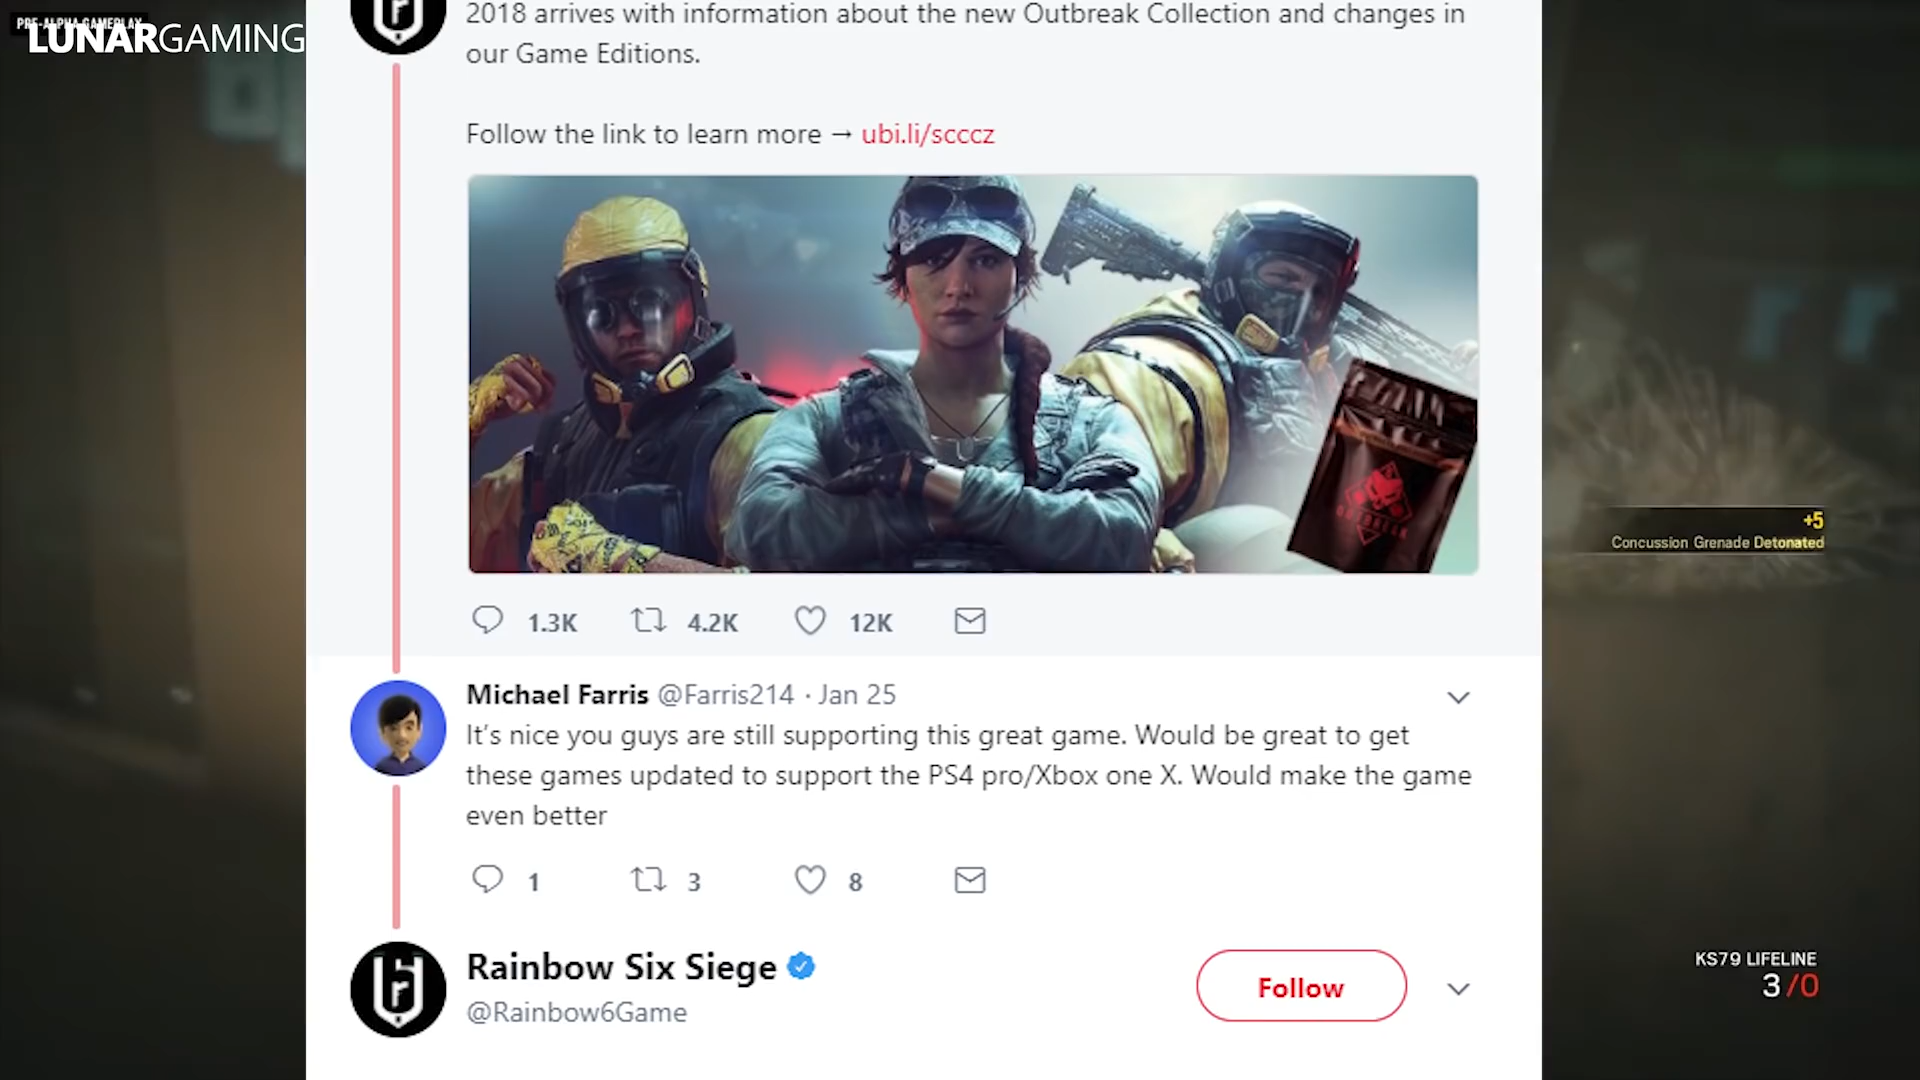 PRE-ALPHA GAMEPLAY
LUNARGAMING
2018 arrives with information about the new Outbreak Collection and changes in
our Game Editions.
Follow the link to learn more → ubi.li/scccz
OUTBREAK
1.3K 4.2K 12K
Michael Farris @Farris214 · Jan 25
It's nice you guys are still supporting this great game. Would be great to get
these games updated to support the PS4 pro/Xbox one X. Would make the game
even better
1 3 8
Rainbow Six Siege
@Rainbow6Game
Follow
+5
Concussion Grenade Detonated
KS79 LIFELINE
3/0